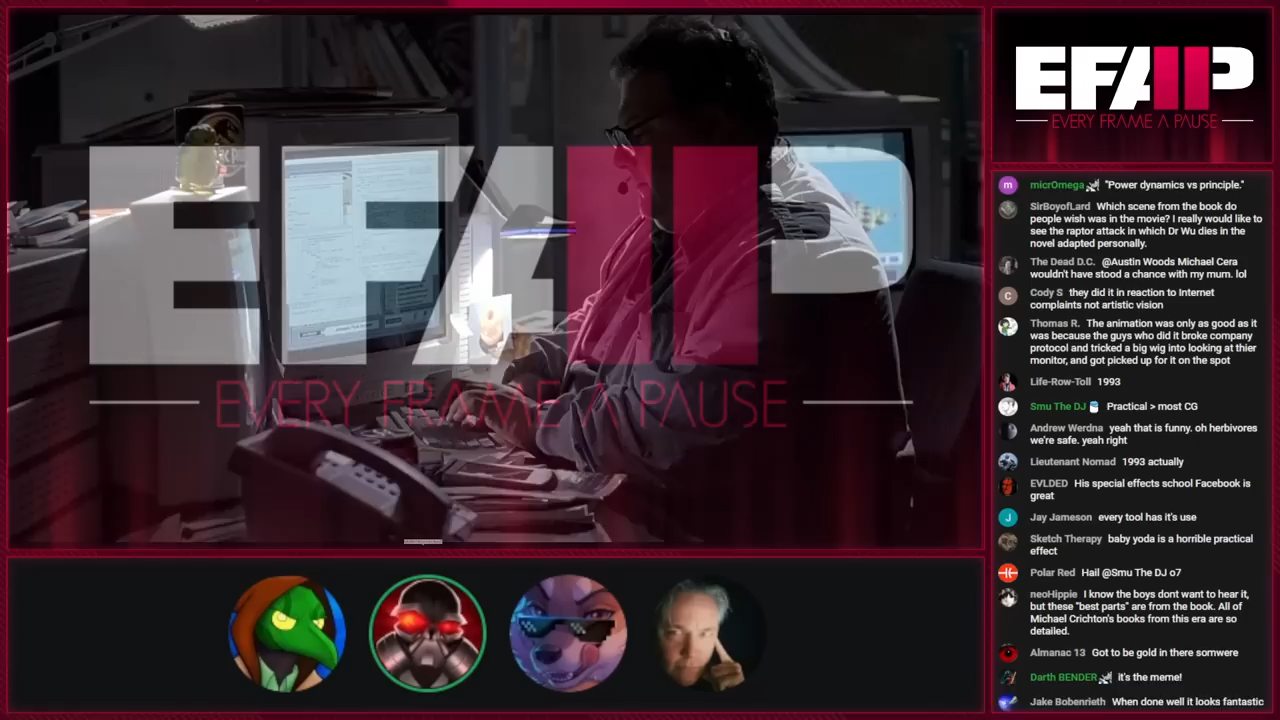 EFAP
EVERY FRAME A PAUSE
EFAP
EVERY FRAME A PAUSE
m
micrOmega "Power dynamics vs principle."
SirBoyofLard Which scene from the book do
people wish was in the movie? I really would like to
see the raptor attack in which Dr Wu dies in the
novel adapted personally.
The Dead D.C. @Austin Woods Michael Cera
wouldn't have stood a chance with my mum. lol
C
Cody S they did it in reaction to Internet
complaints not artistic vision
Thomas R. The animation was only as good as it
was because the guys who did it broke company
protocol and tricked a big wig into looking at thier
monitor, and got picked up for it on the spot
Life-Row-Toll 1993
Smu The DJ Practical > most CG
Andrew Werdna yeah that is funny. oh herbivores
we're safe. yeah right
Lieutenant Nomad 1993 actually
EVLDED His special effects school Facebook is
great
J
Jay Jameson every tool has it's use
Sketch Therapy baby yoda is a horrible practical
effect
Polar Red Hail @Smu The DJ o7
neoHippie I know the boys dont want to hear it,
but these "best parts" are from the book. All of
Michael Crichton's books from this era are so
detailed.
Almanac 13 Got to be gold in there somwere
Darth BENDER it's the meme!
Jake Bobenrieth When done well it looks fantastic